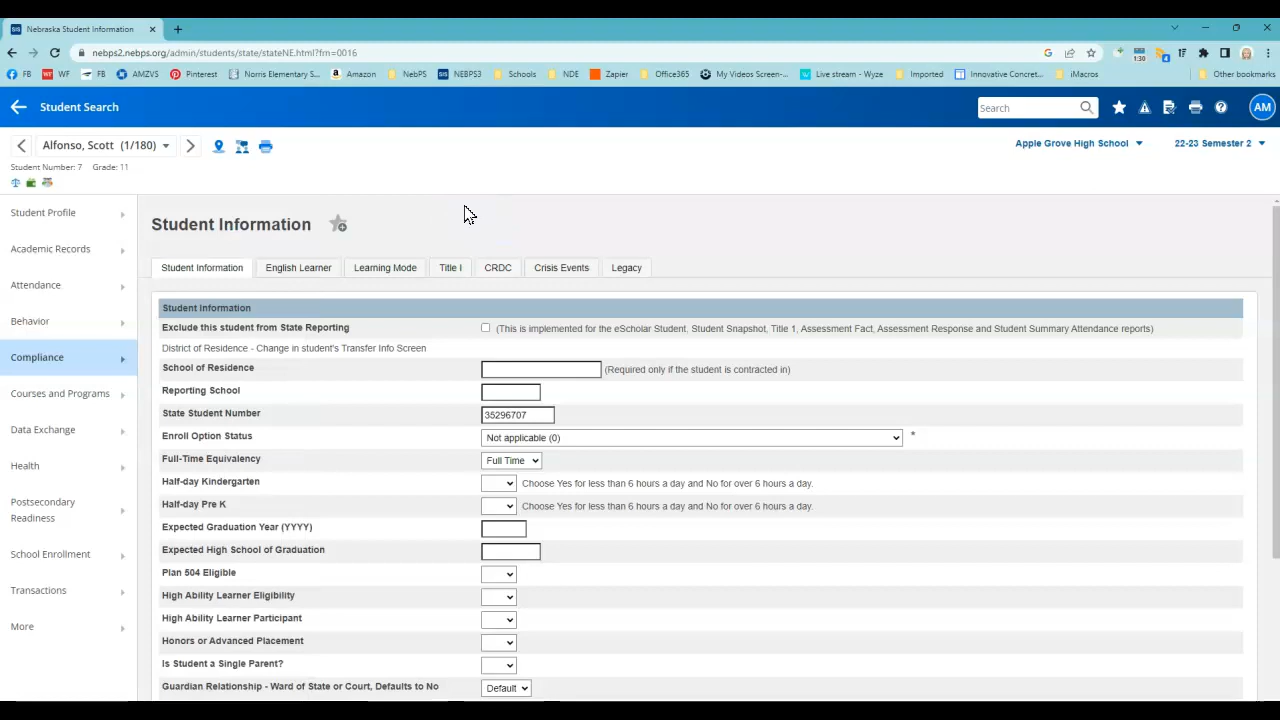 Nebraska Student Information
nebps2.nebps.org/admin/students/state/stateNE.html?fm=0016
FB WF FB AMZVS Pinterest Norris Elementary S... Amazon NebPS NEBPS3 Schools NDE Zapier Office365 My Videos Screen-... Live stream - Wyze Imported Innovative Concret... iMacros Other bookmarks
1:30
Student Search
Search
AM
Alfonso, Scott (1/180)
Apple Grove High School
22-23 Semester 2
Student Number: 7 Grade: 11
Student Profile
Academic Records
Attendance
Behavior
Compliance
Courses and Programs
Data Exchange
Health
Postsecondary
Readiness
School Enrollment
Transactions
More
Student Information
Student Information English Learner Learning Mode Title I CRDC Crisis Events Legacy
Student Information
Exclude this student from State Reporting (This is implemented for the eScholar Student, Student Snapshot, Title 1, Assessment Fact, Assessment Response and Student Summary Attendance reports)
District of Residence - Change in student's Transfer Info Screen
School of Residence (Required only if the student is contracted in)
Reporting School
State Student Number 35296707
Enroll Option Status Not applicable (0) *
Full-Time Equivalency Full Time
Half-day Kindergarten Choose Yes for less than 6 hours a day and No for over 6 hours a day.
Half-day Pre K Choose Yes for less than 6 hours a day and No for over 6 hours a day.
Expected Graduation Year (YYYY)
Expected High School of Graduation
Plan 504 Eligible
High Ability Learner Eligibility
High Ability Learner Participant
Honors or Advanced Placement
Is Student a Single Parent?
Guardian Relationship - Ward of State or Court, Defaults to No Default